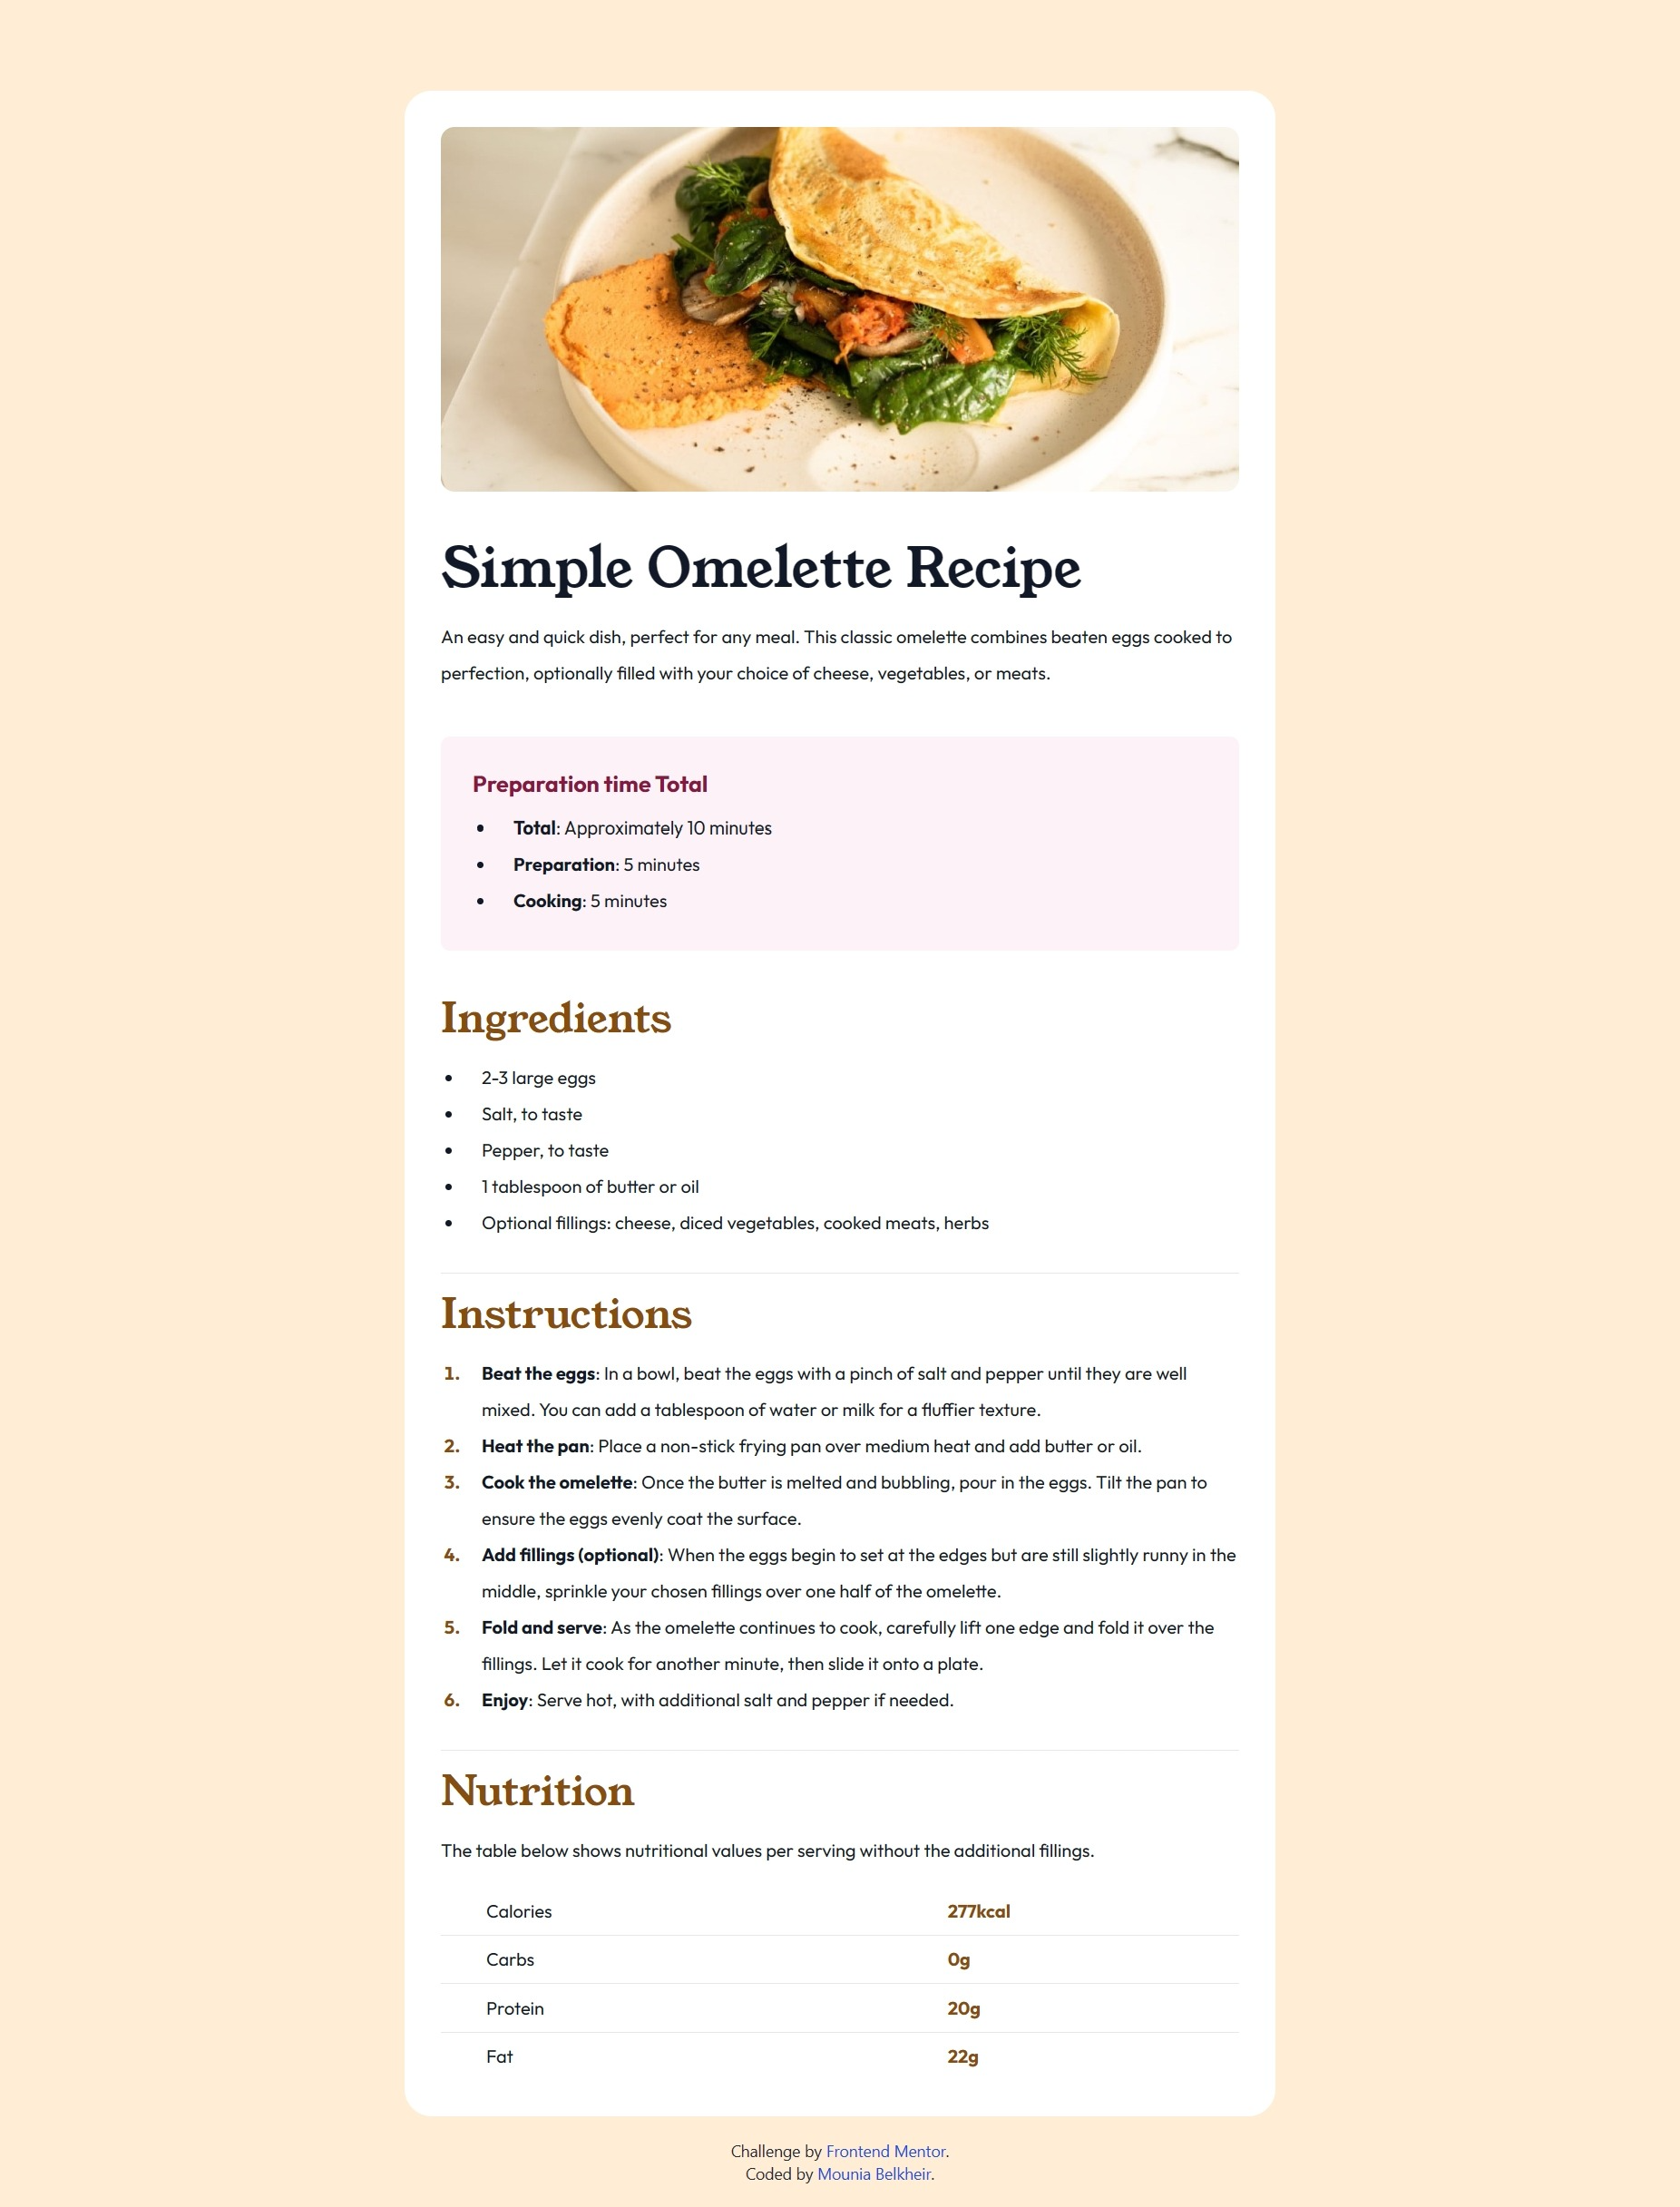 Simple Omelette Recipe
An easy and quick dish, perfect for any meal. This classic omelette combines beaten eggs cooked to
perfection, optionally filled with your choice of cheese, vegetables, or meats.
Preparation time Total
• Total: Approximately 10 minutes
• Preparation: 5 minutes
• Cooking: 5 minutes
Ingredients
• 2-3 large eggs
• Salt, to taste
• Pepper, to taste
• 1 tablespoon of butter or oil
• Optional fillings: cheese, diced vegetables, cooked meats, herbs
Instructions
1. Beat the eggs: In a bowl, beat the eggs with a pinch of salt and pepper until they are well
mixed. You can add a tablespoon of water or milk for a fluffier texture.
2. Heat the pan: Place a non-stick frying pan over medium heat and add butter or oil.
3. Cook the omelette: Once the butter is melted and bubbling, pour in the eggs. Tilt the pan to
ensure the eggs evenly coat the surface.
4. Add fillings (optional): When the eggs begin to set at the edges but are still slightly runny in the
middle, sprinkle your chosen fillings over one half of the omelette.
5. Fold and serve: As the omelette continues to cook, carefully lift one edge and fold it over the
fillings. Let it cook for another minute, then slide it onto a plate.
6. Enjoy: Serve hot, with additional salt and pepper if needed.
Nutrition
The table below shows nutritional values per serving without the additional fillings.
Calories 277kcal
Carbs 0g
Protein 20g
Fat 22g
Challenge by Frontend Mentor.
Coded by Mounia Belkheir.